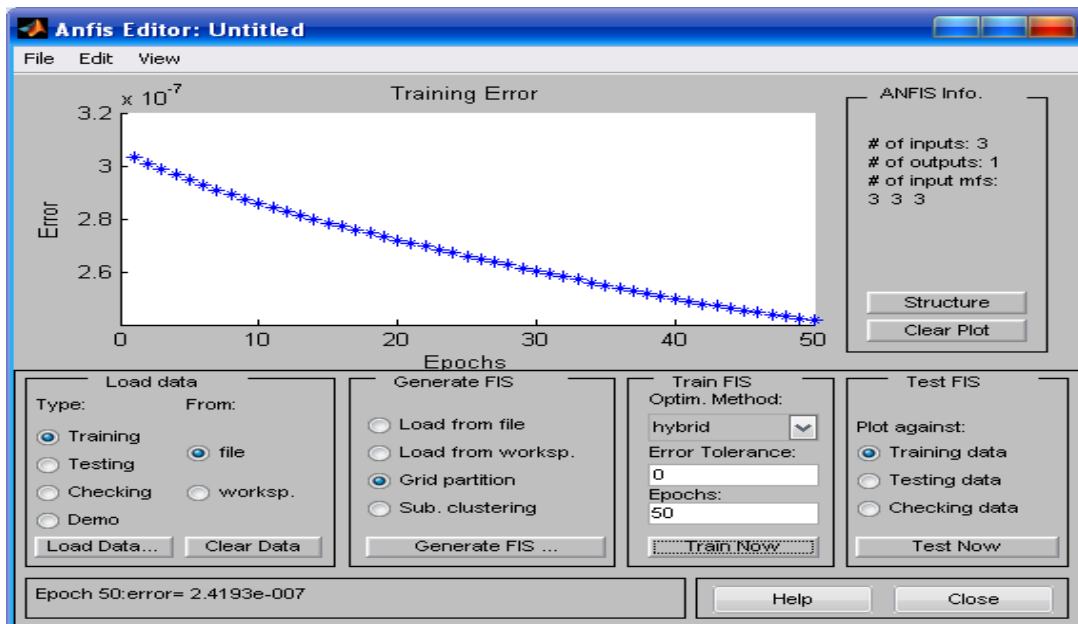 Anfis Editor: Untitled
File Edit View
x 10-7
Training Error
3.2
3
2.8
2.6
Error
0 10 20 30 40 50
Epochs
ANFIS Info.
# of inputs: 3
# of outputs: 1
# of input mfs:
3 3 3
Structure
Clear Plot
Load data
Type: From:
Training
Testing
Checking
Demo
file
worksp.
Load Data... Clear Data
Generate FIS
Load from file
Load from worksp.
Grid partition
Sub. clustering
Generate FIS ...
Train FIS
Optim. Method:
hybrid
Error Tolerance:
0
Epochs:
50
Train Now
Test FIS
Plot against:
Training data
Testing data
Checking data
Test Now
Epoch 50:error= 2.4193e-007
Help Close